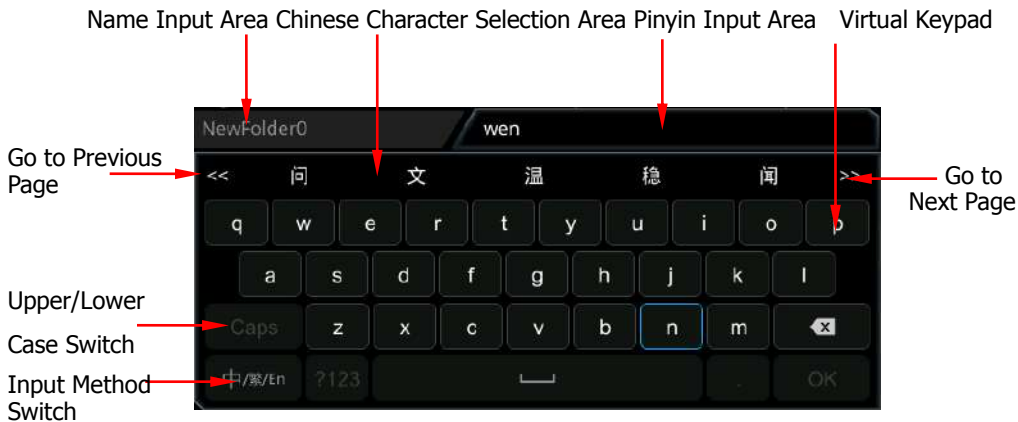 Name Input Area Chinese Character Selection Area Pinyin Input Area Virtual Keypad
NewFolder0 wen
Go to Previous
Page
<< 问 文 温 稳 闻 >>
Go to
Next Page
q w e r t y u i o p
a s d f g h j k l
Upper/Lower
Case Switch
Caps z x c v b n m
Input Method
Switch
中/繁/En ?123 . OK